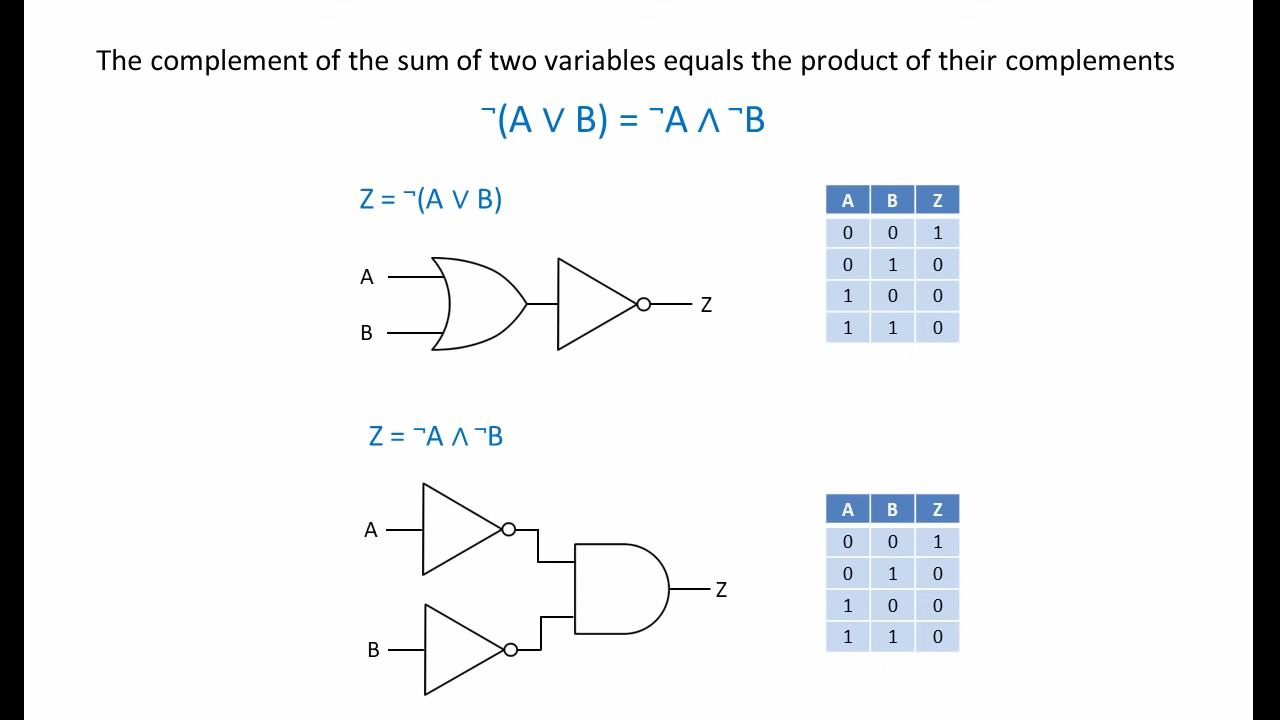 The complement of the sum of two variables equals the product of their complements
¬(A ∨ B) = ¬A ∧ ¬B
Z = ¬(A ∨ B)
A
B
Z
A B Z
0 0 1
0 1 0
1 0 0
1 1 0
Z = ¬A ∧ ¬B
A
B
Z
A B Z
0 0 1
0 1 0
1 0 0
1 1 0